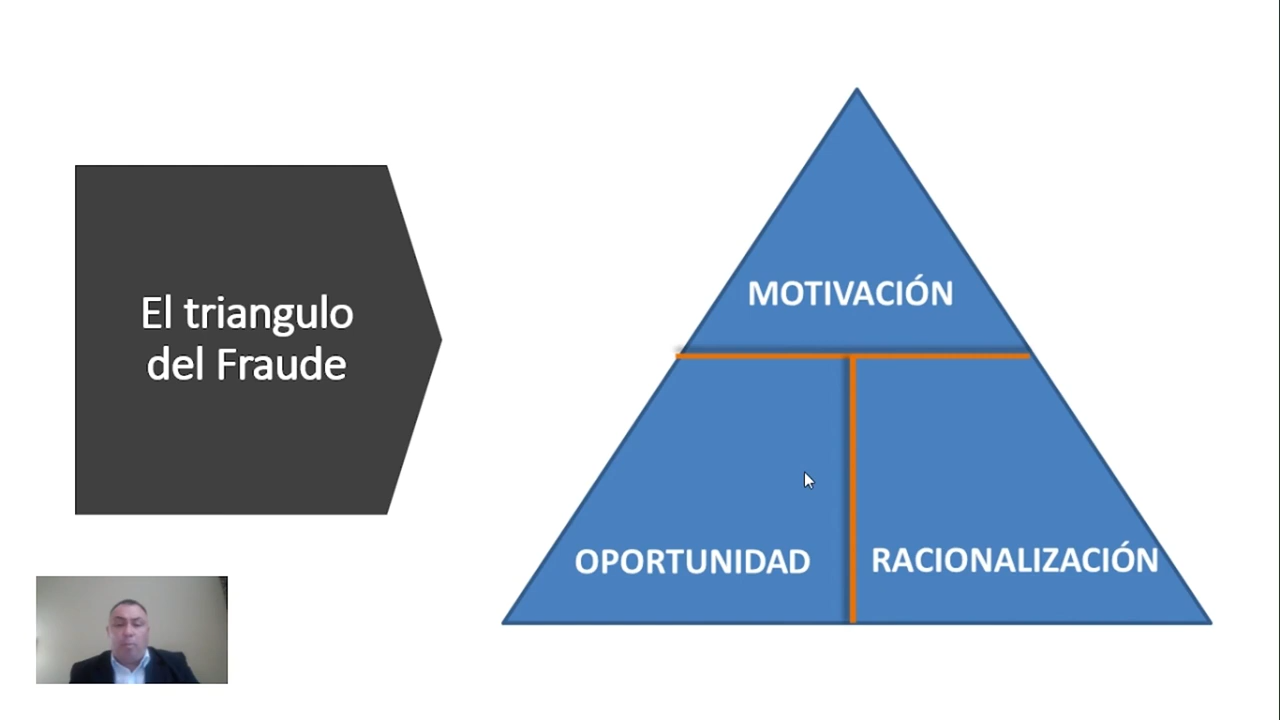 El triangulo
del Fraude
MOTIVACIÓN
OPORTUNIDAD
RACIONALIZACIÓN